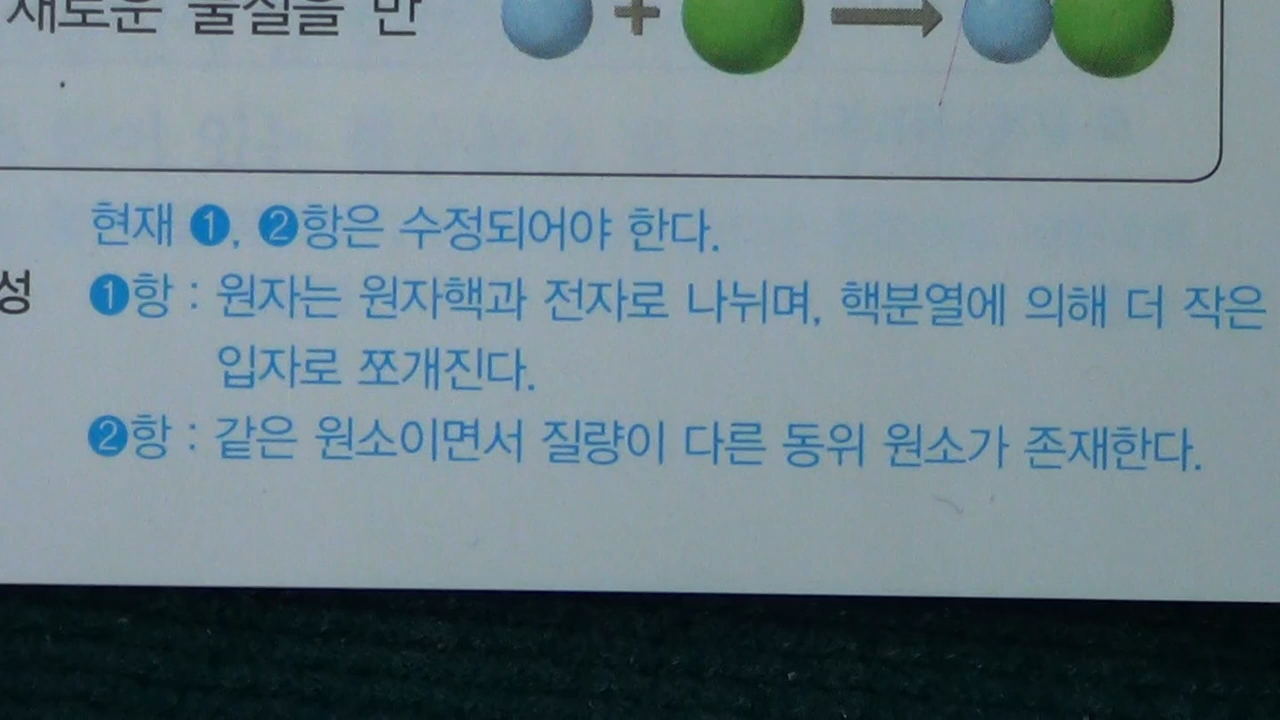 새로운 물질을 만
+
현재 ❶, ❷항은 수정되어야 한다.
성
❶항 : 원자는 원자핵과 전자로 나뉘며, 핵분열에 의해 더 작은
입자로 쪼개진다.
❷항 : 같은 원소이면서 질량이 다른 동위 원소가 존재한다.